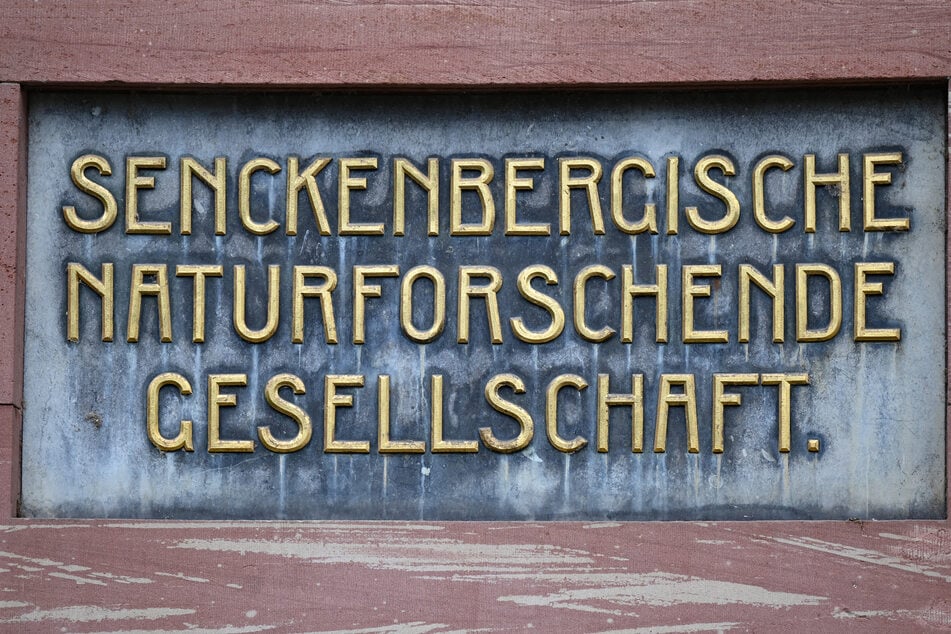 SENCKENBERGISCHE
NATURFORSCHENDE
GESELLSCHAFT.